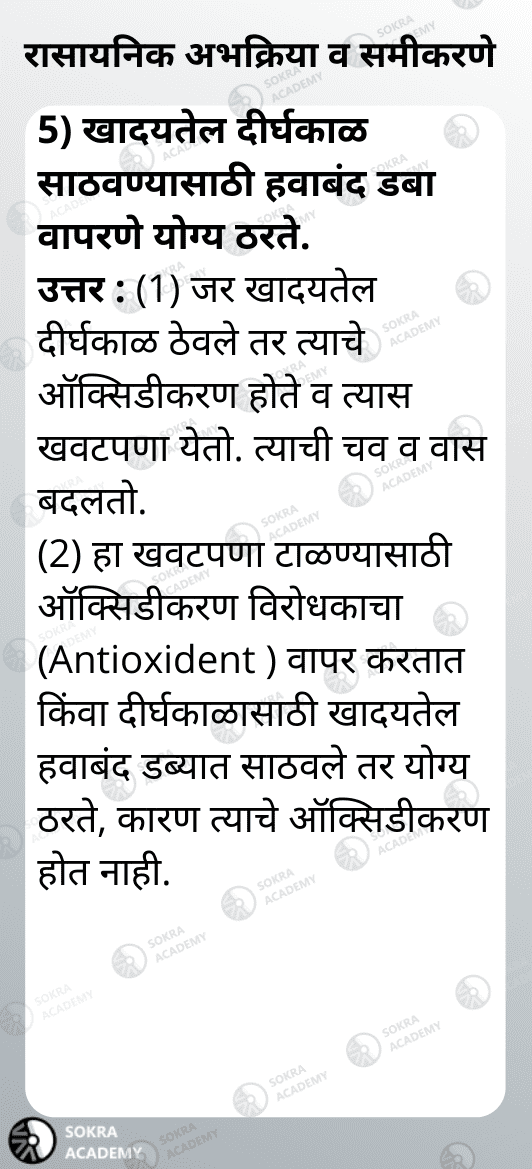 रासायनिक अभक्रिया व समीकरणे
5) खादयतेल दीर्घकाळ
साठवण्यासाठी हवाबंद डबा
वापरणे योग्य ठरते.
उत्तर : (1) जर खादयतेल
दीर्घकाळ ठेवले तर त्याचे
ऑक्सिडीकरण होते व त्यास
खवटपणा येतो. त्याची चव व वास
बदलतो.
(2) हा खवटपणा टाळण्यासाठी
ऑक्सिडीकरण विरोधकाचा
(Antioxident ) वापर करतात
किंवा दीर्घकाळासाठी खादयतेल
हवाबंद डब्यात साठवले तर योग्य
ठरते, कारण त्याचे ऑक्सिडीकरण
होत नाही.
SOKRA
ACADEMY